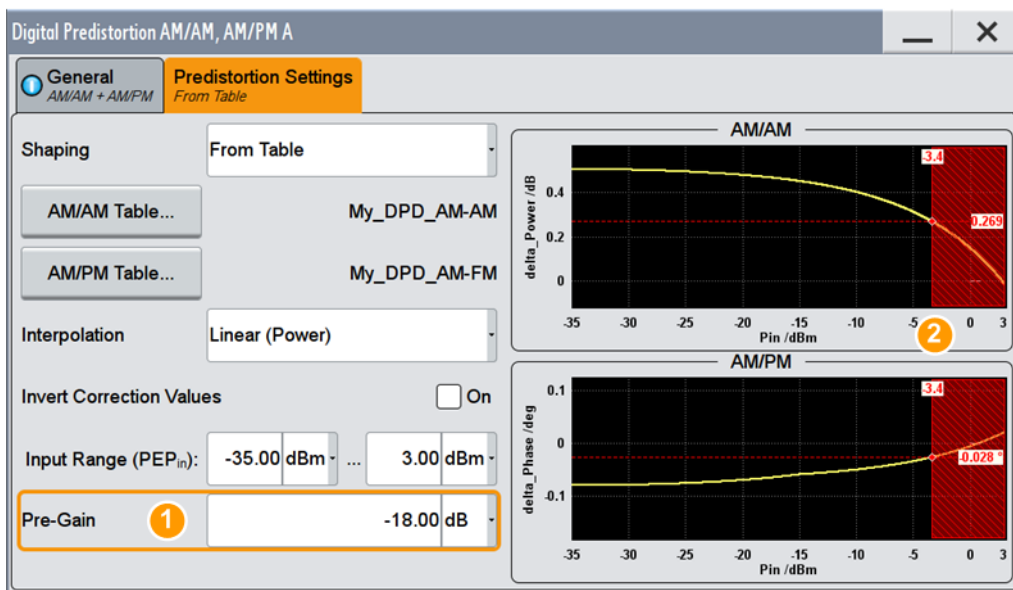 Digital Predistortion AM/AM, AM/PM A
General
AM/AM + AM/PM
Predistortion Settings
From Table
Shaping
From Table
AM/AM Table...
My_DPD_AM-AM
AM/PM Table...
My_DPD_AM-FM
Interpolation
Linear (Power)
Invert Correction Values
On
Input Range (PEPin):
-35.00 dBm
...
3.00 dBm
Pre-Gain
1
-18.00 dB
AM/AM
-3.4
delta_Power /dB
0.4
0.2
0
0.269
--
-35 -30 -25 -20 -15 -10 -5 0 3
2
Pin /dBm
AM/PM
-3.4
delta_Phase /deg
0.1
0
-0.1
-0.028 °
-35 -30 -25 -20 -15 -10 -5 0 3
Pin /dBm